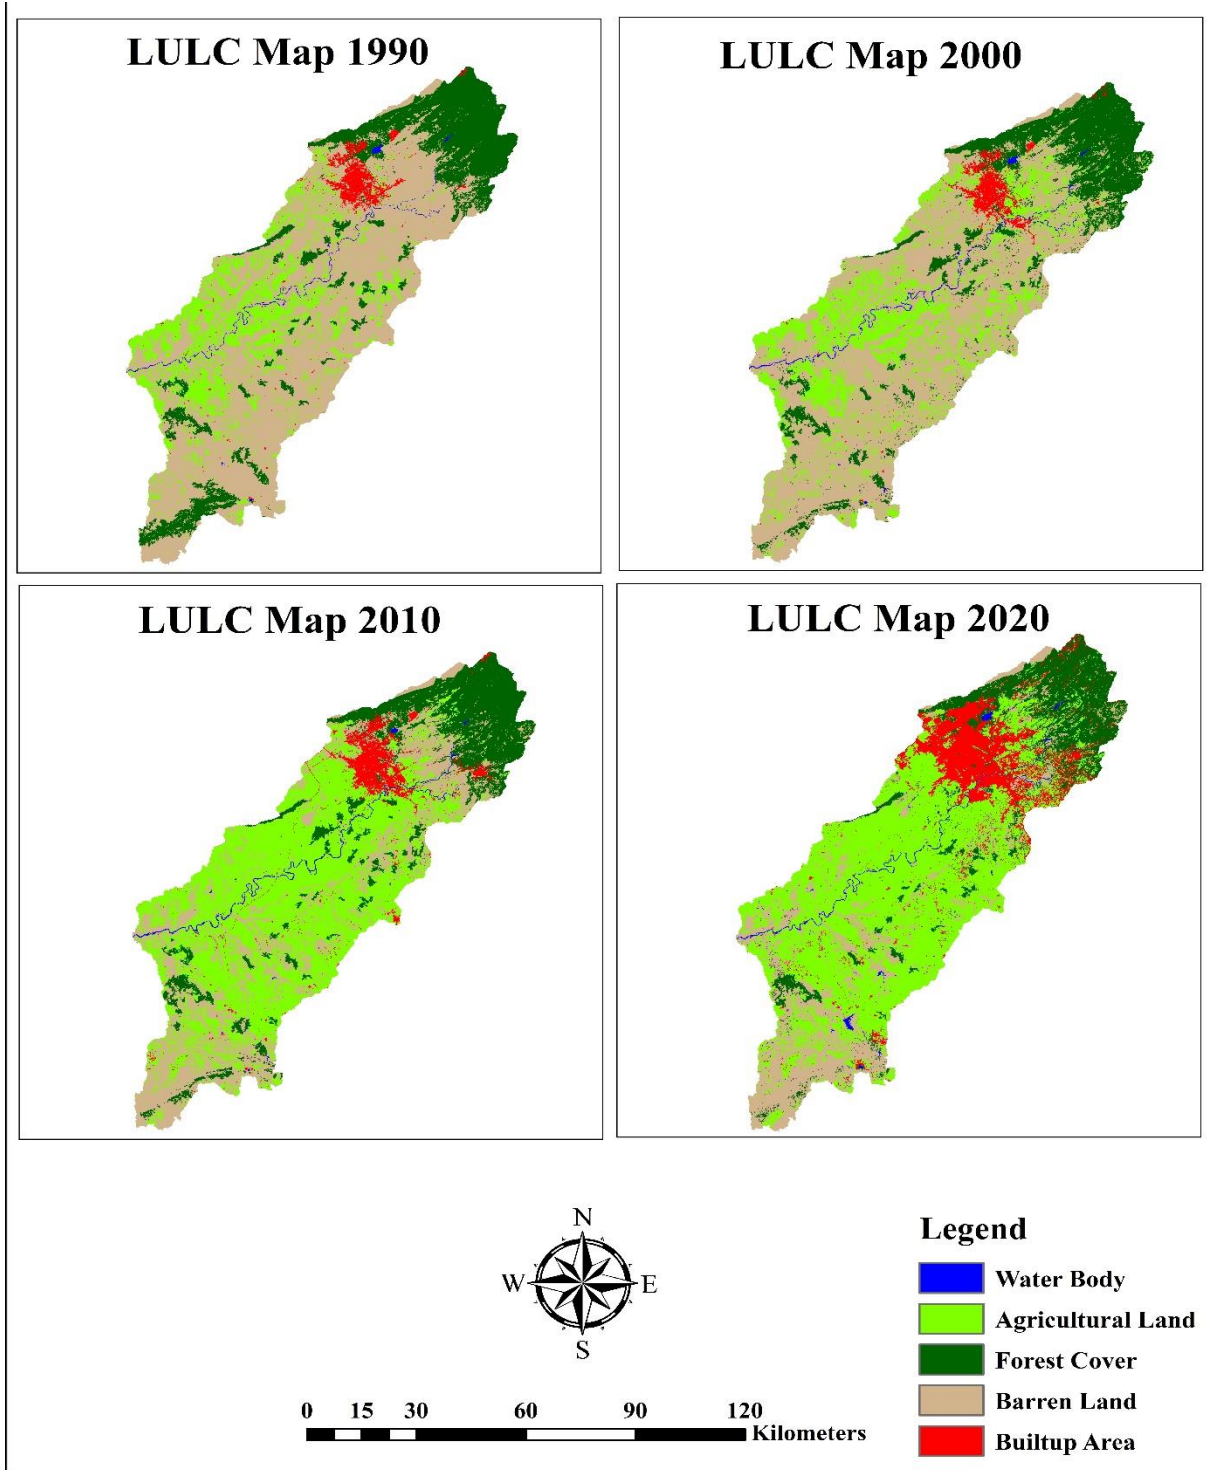 LULC Map 1990
LULC Map 2000
LULC Map 2010
LULC Map 2020
N
W E
S
0 15 30 60 90 120
Kilometers
Legend
Water Body
Agricultural Land
Forest Cover
Barren Land
Builtup Area